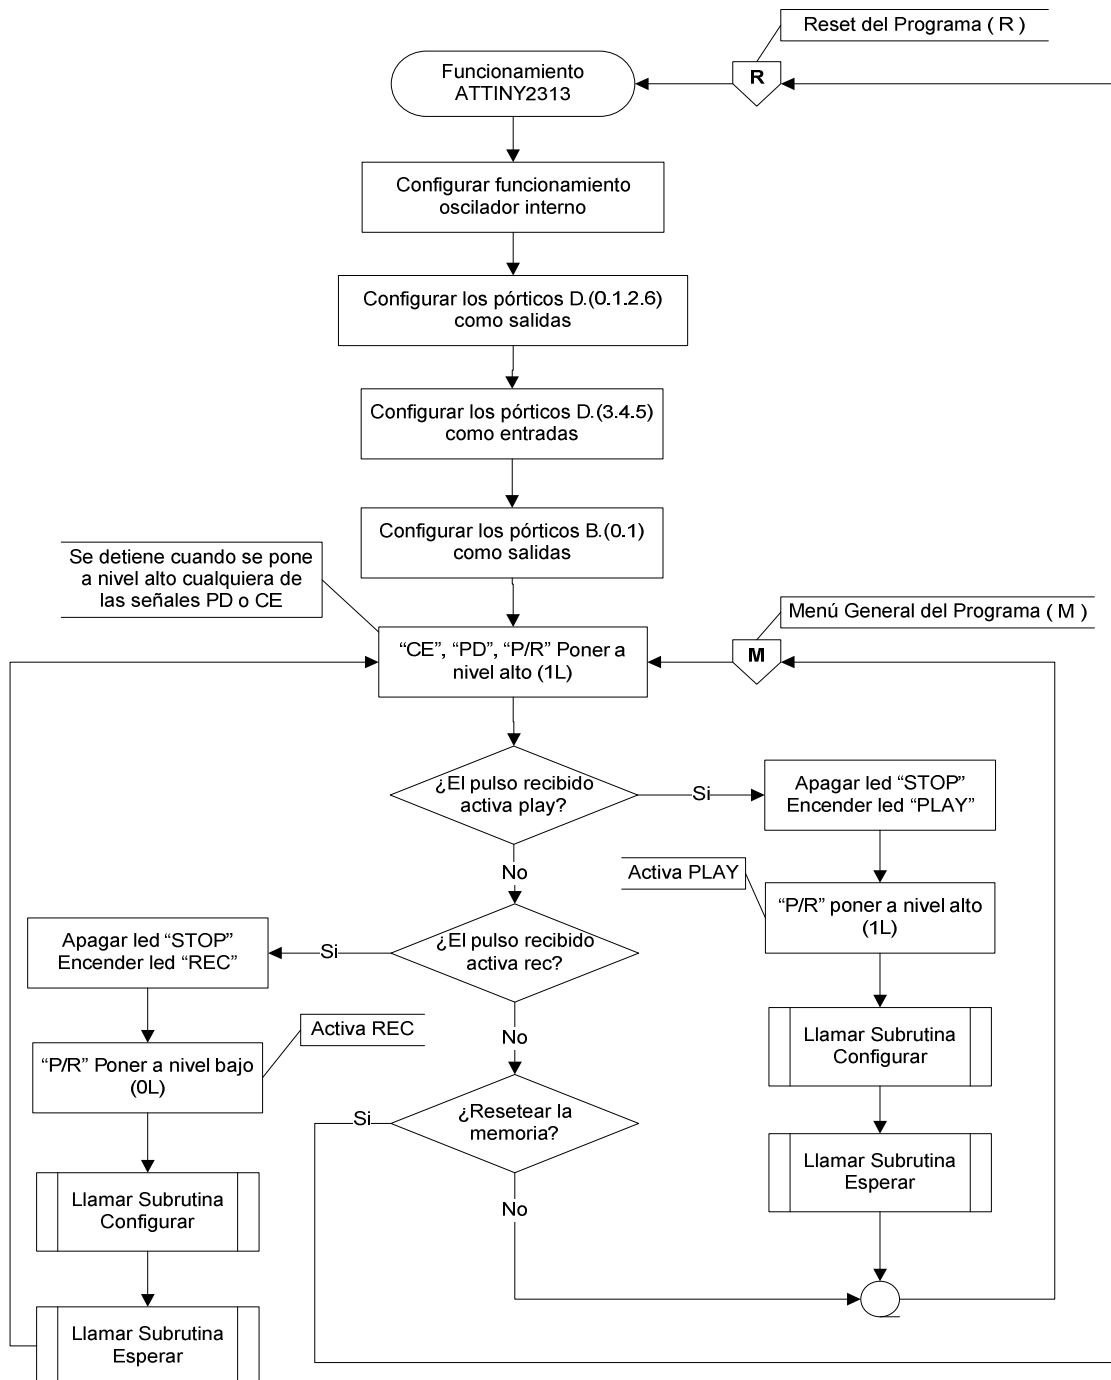 Reset del Programa ( R )
Funcionamiento
ATTINY2313
R
Configurar funcionamiento
oscilador interno
Configurar los pórticos D.(0.1.2.6)
como salidas
Configurar los pórticos D.(3.4.5)
como entradas
Configurar los pórticos B.(0.1)
como salidas
Se detiene cuando se pone
a nivel alto cualquiera de
las señales PD o CE
Menú General del Programa ( M )
“CE”, “PD”, “P/R” Poner a
nivel alto (1L)
M
¿El pulso recibido
activa play?
Si
Apagar led “STOP”
Encender led “PLAY”
No
Activa PLAY
“P/R” poner a nivel alto
(1L)
¿El pulso recibido
activa rec?
Si
Apagar led “STOP”
Encender led “REC”
No
Activa REC
“P/R” Poner a nivel bajo
(0L)
Llamar Subrutina
Configurar
¿Resetear la
memoria?
Si
No
Llamar Subrutina
Esperar
Llamar Subrutina
Configurar
Llamar Subrutina
Esperar